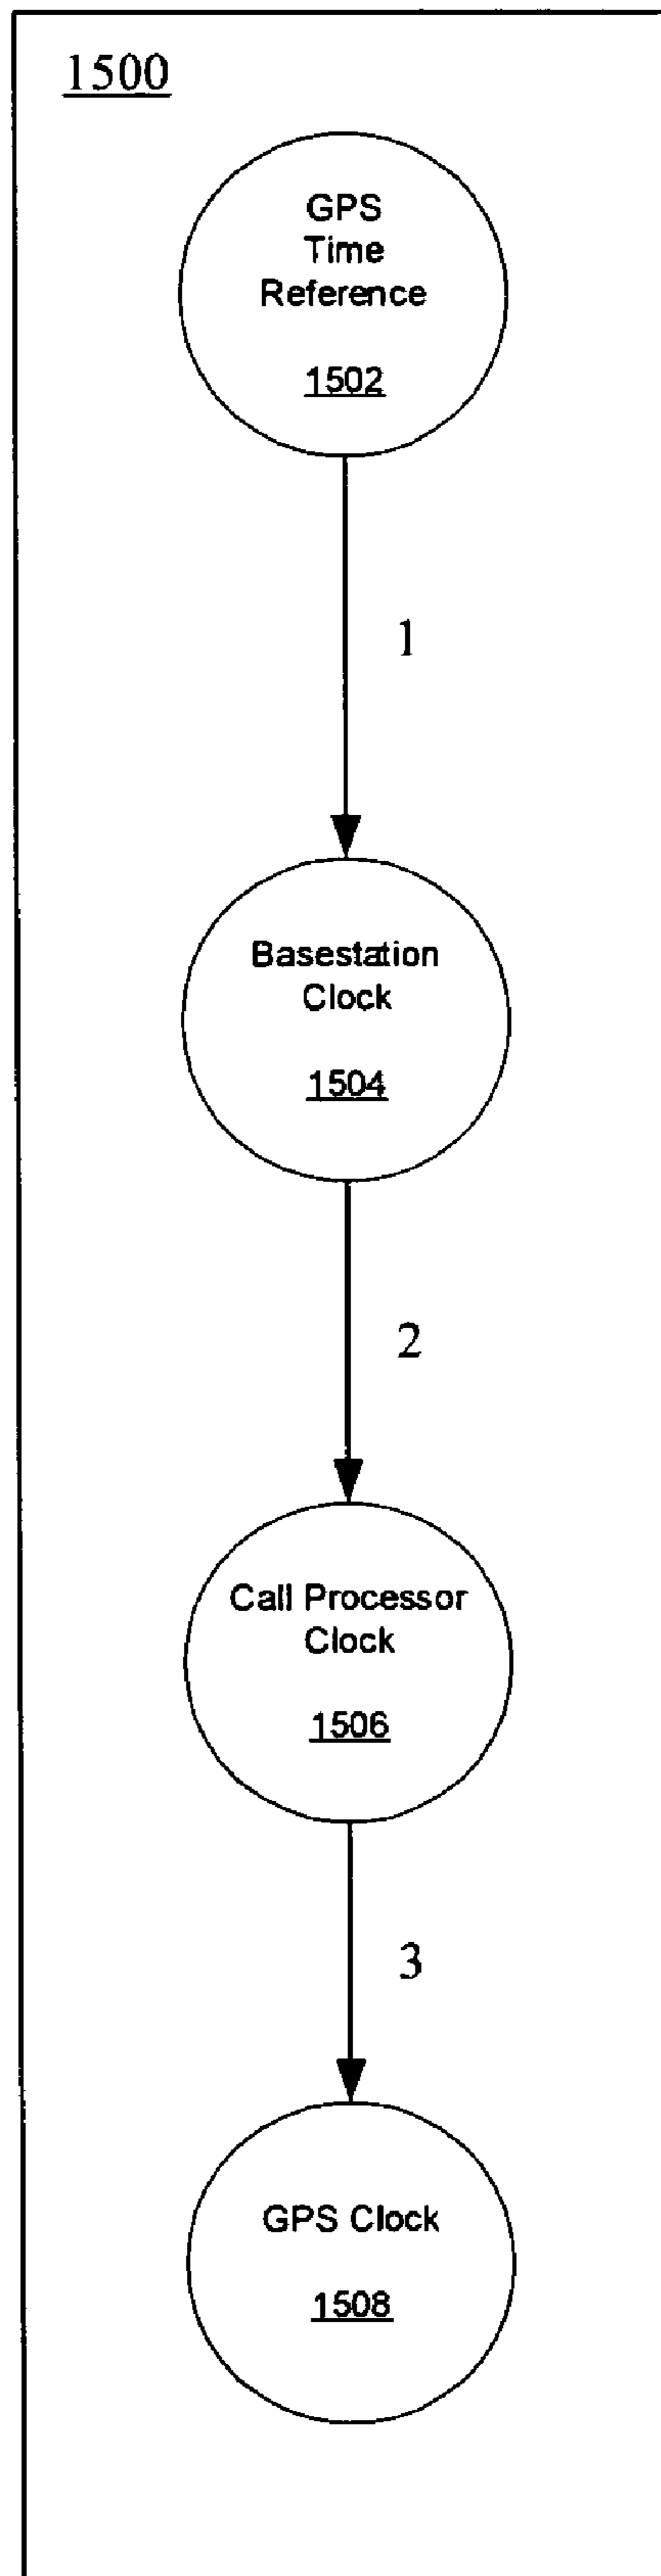 1500
GPS
Time
Reference
1502
1
Basestation
Clock
1504
2
Call Processor
Clock
1506
3
GPS Clock
1508